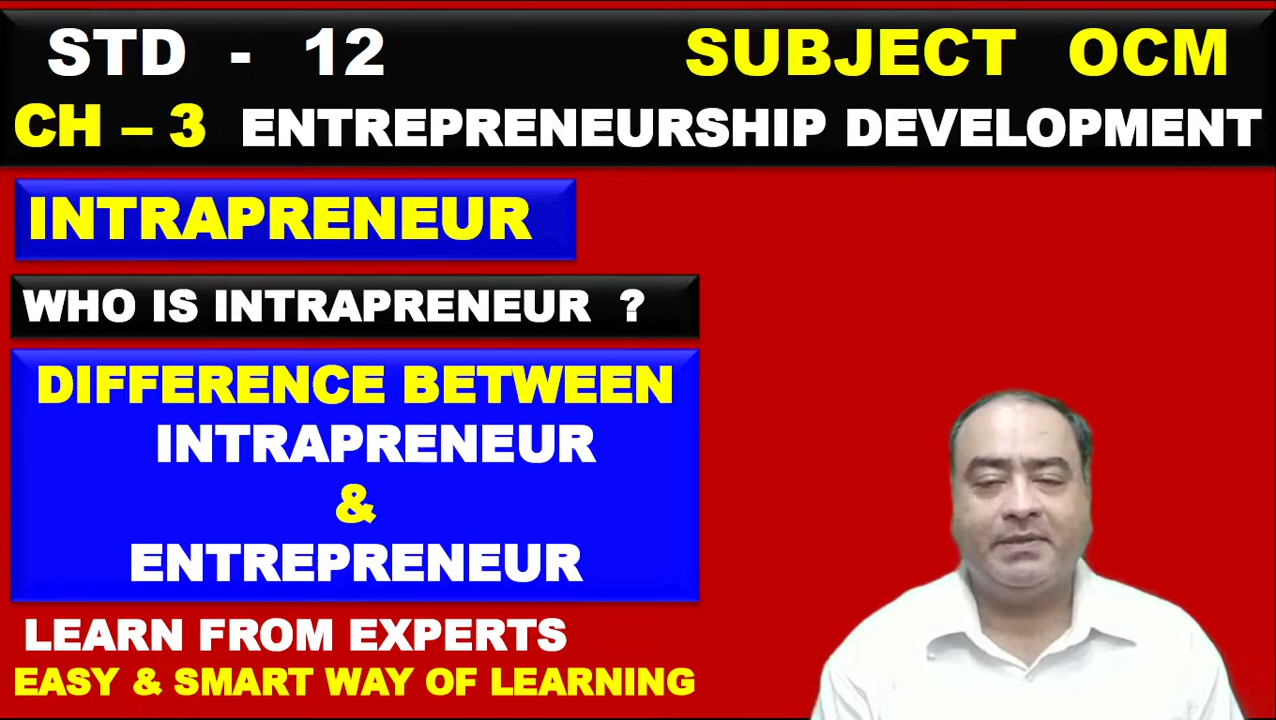 STD - 12 SUBJECT OCM
CH – 3 ENTREPRENEURSHIP DEVELOPMENT
INTRAPRENEUR
WHO IS INTRAPRENEUR ?
DIFFERENCE BETWEEN
INTRAPRENEUR
&
ENTREPRENEUR
LEARN FROM EXPERTS
EASY & SMART WAY OF LEARNING